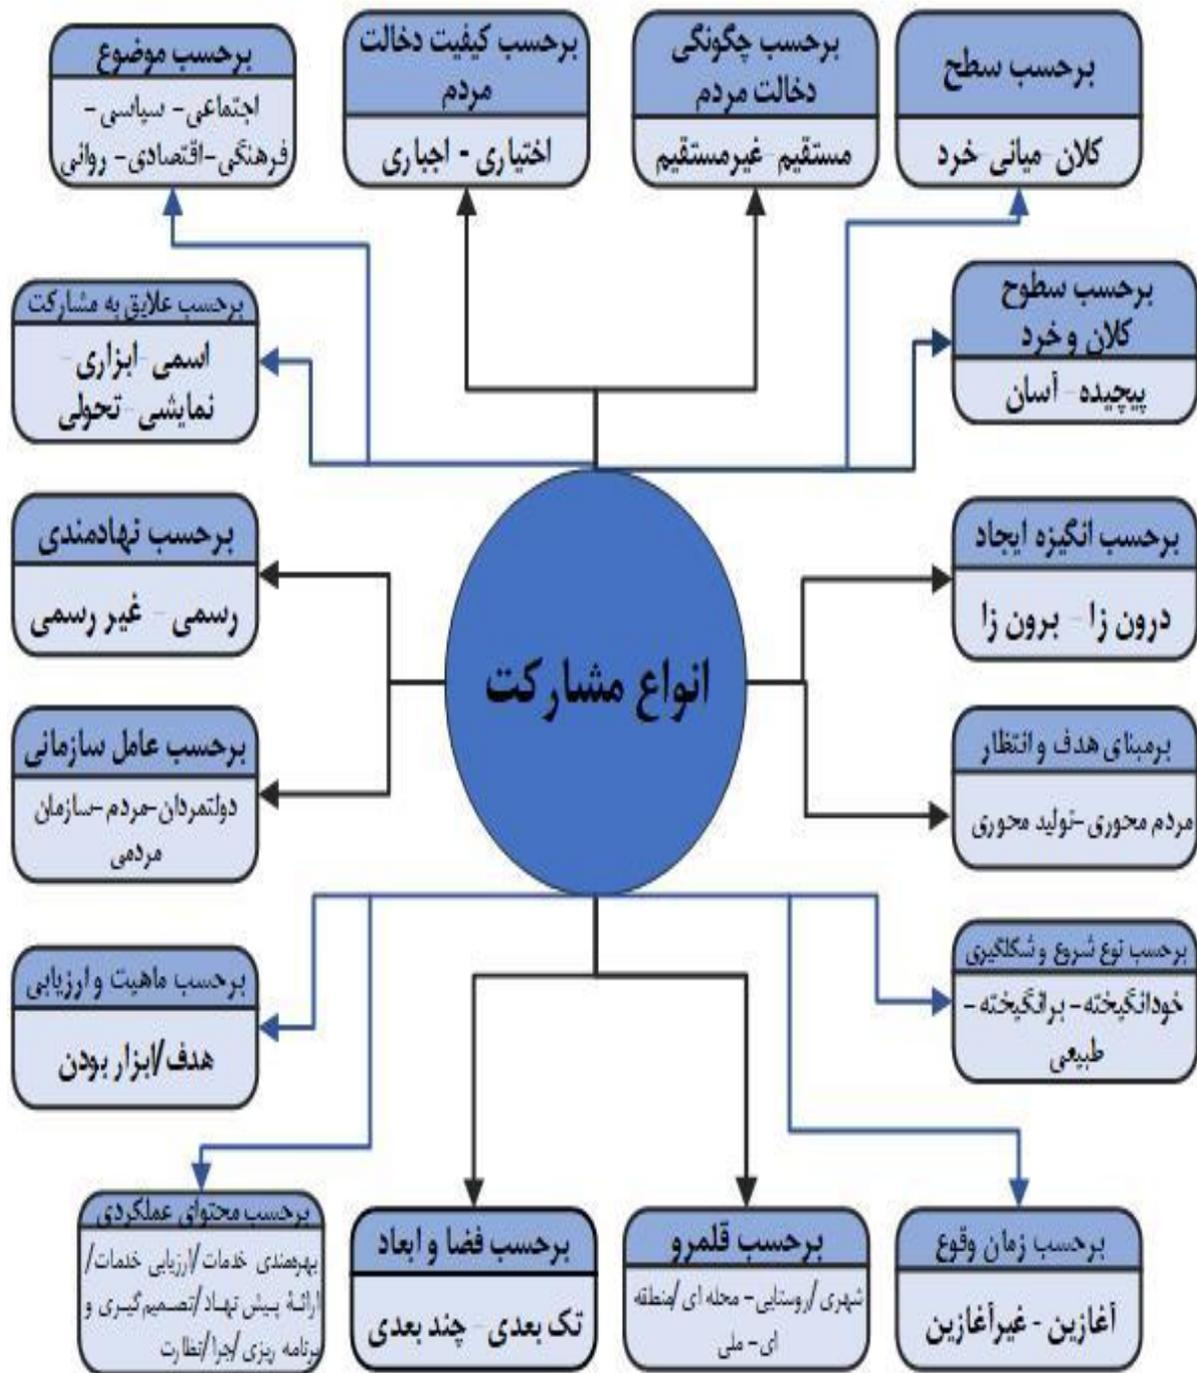 برحسب سطح
کلان-میانی-خرد
برحسب چگونگی
دخالت مردم
مستقیم-غیرمستقیم
برحسب کیفیت دخالت
مردم
اختیاری - اجباری
برحسب موضوع
اجتماعی- سیاسی-
فرهنگی-اقتصادی- روانی
برحسب سطوح
کلان و خرد
پیچیده- آسان
برحسب علایق به مشارکت
اسمی-ابزاری-
نمایشی-تحولی
برحسب انگیزه ایجاد
درون زا - برون زا
برحسب نهادمندی
رسمی - غیر رسمی
انواع مشارکت
برمبنای هدف و انتظار
مردم محوری-تولید محوری
برحسب عامل سازمانی
دولتمردان-مردم-سازمان
مردمی
برحسب نوع شروع و شکلگیری
خودانگیخته- برانگیخته-
طبیعی
برحسب ماهیت و ارزیابی
هدف/ابزار بودن
برحسب زمان وقوع
آغازین - غیرآغازین
برحسب قلمرو
شهری/روستایی- محله ای/منطقه
ای- ملی
برحسب فضا و ابعاد
تک بعدی- چند بعدی
برحسب محتوای عملکردی
بهره‌مندی خدمات/ارزیابی خدمات/
ارائۀ پیش نهاد/تصمیم‌گیری و
برنامه ریزی/جرا/نظارت